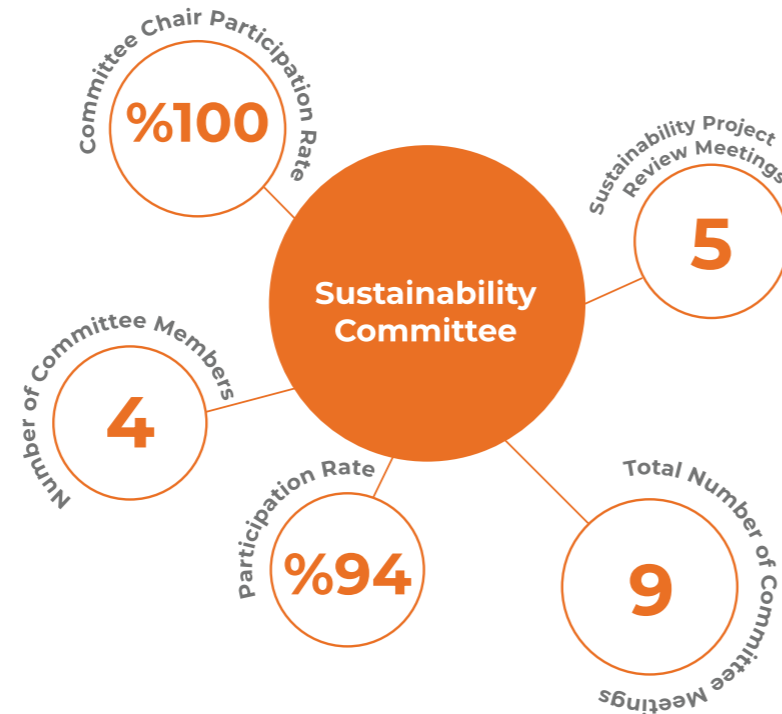 Committee Chair Participation Rate
%100
Sustainability Project
Review Meetings
5
Sustainability
Committee
Number of Committee Members
4
Participation Rate
%94
Total Number of Committee Meetings
9